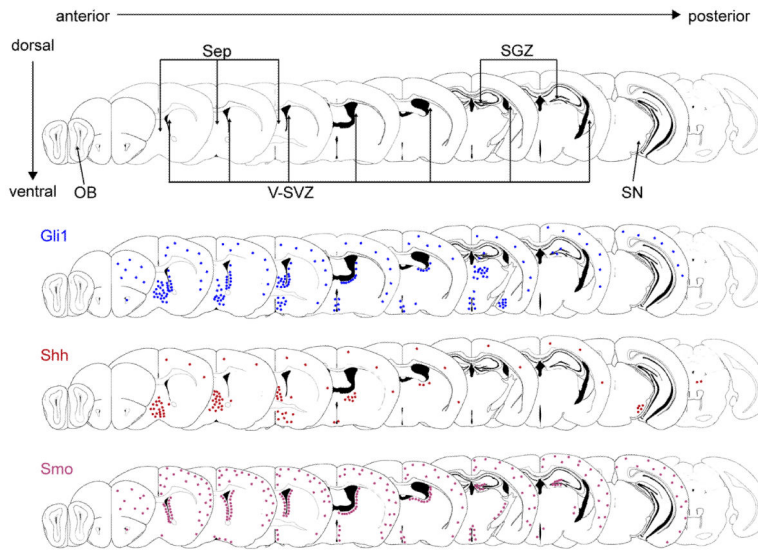 anterior posterior
dorsal Sep SGZ
ventral OB V-SVZ SN
Gli1
Shh
Smo